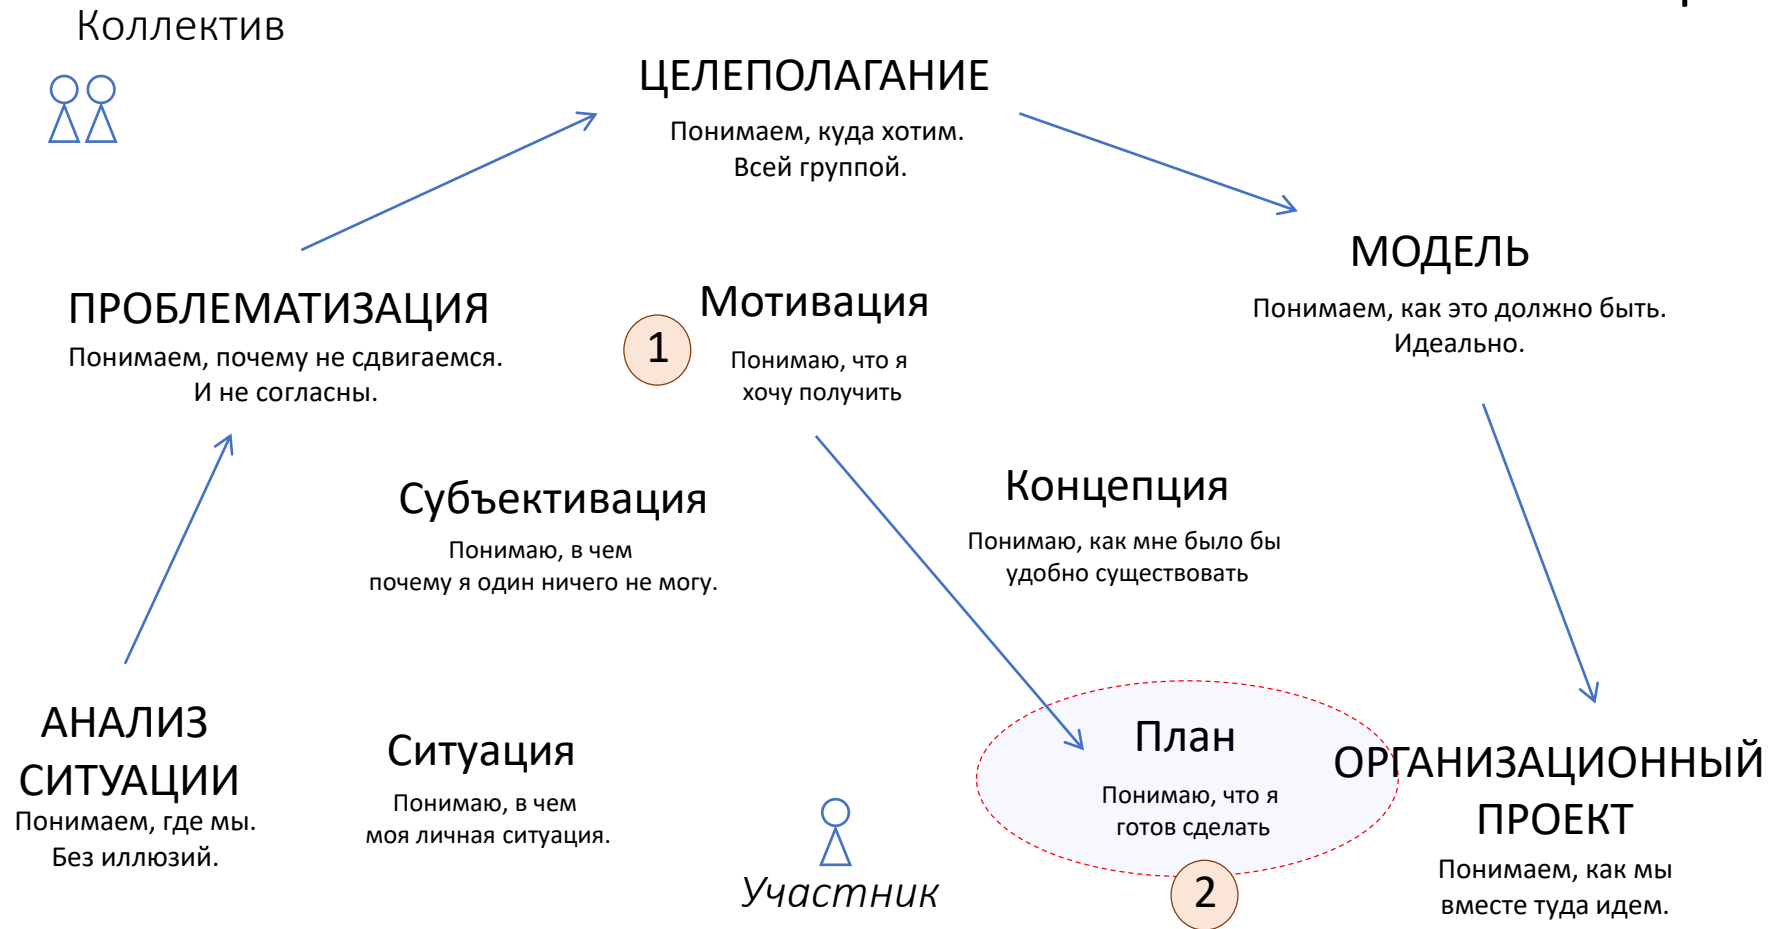 Коллектив
ЦЕЛЕПОЛАГАНИЕ
Понимаем, куда хотим.
Всей группой.
МОДЕЛЬ
Понимаем, как это должно быть.
Идеально.
ПРОБЛЕМАТИЗАЦИЯ
Понимаем, почему не сдвигаемся.
И не согласны.
1
Мотивация
Понимаю, что я
хочу получить
Субъективация
Понимаю, в чем
почему я один ничего не могу.
Концепция
Понимаю, как мне было бы
удобно существовать
АНАЛИЗ
СИТУАЦИИ
Понимаем, где мы.
Без иллюзий.
Ситуация
Понимаю, в чем
моя личная ситуация.
Участник
План
Понимаю, что я
готов сделать
2
ОРГАНИЗАЦИОННЫЙ
ПРОЕКТ
Понимаем, как мы
вместе туда идем.